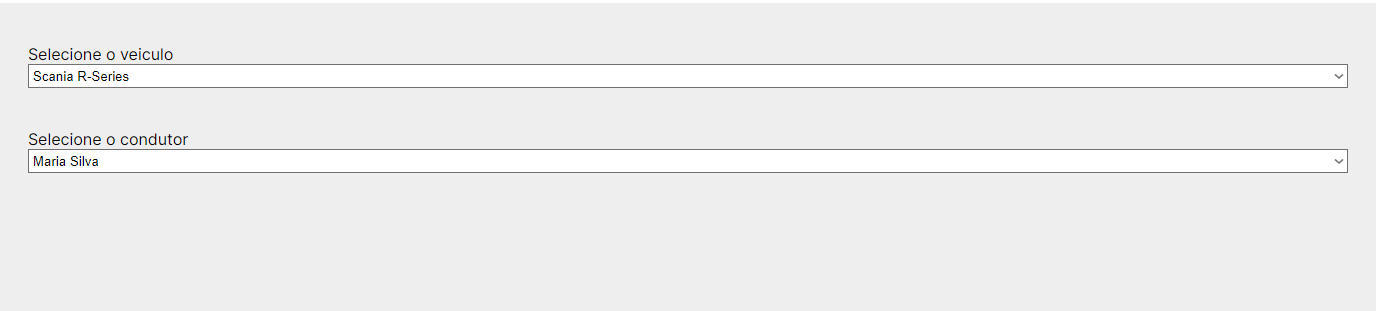 Selecione o veiculo
Scania R-Series
Selecione o condutor
Maria Silva